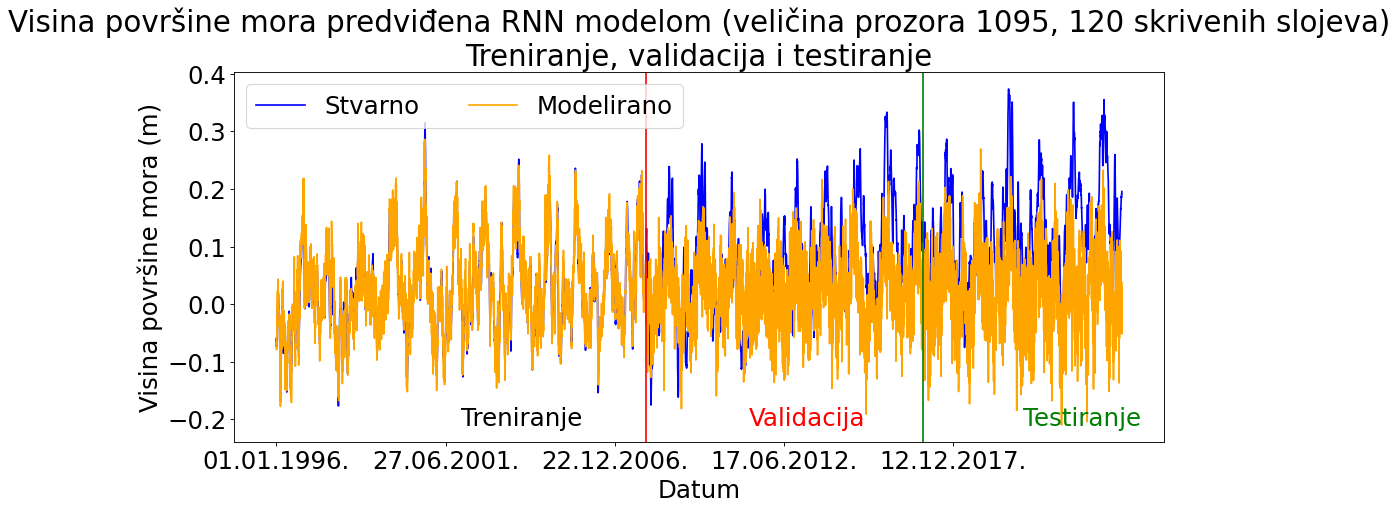 Visina površine mora predviđena RNN modelom (veličina prozora 1095, 120 skrivenih slojeva)
Treniranje, validacija i testiranje
Stvarno
Modelirano
Visina površine mora (m)
0.4
0.3
0.2
0.1
0.0
−0.1
−0.2
Treniranje
Validacija
Testiranje
01.01.1996.
27.06.2001.
22.12.2006.
17.06.2012.
12.12.2017.
Datum